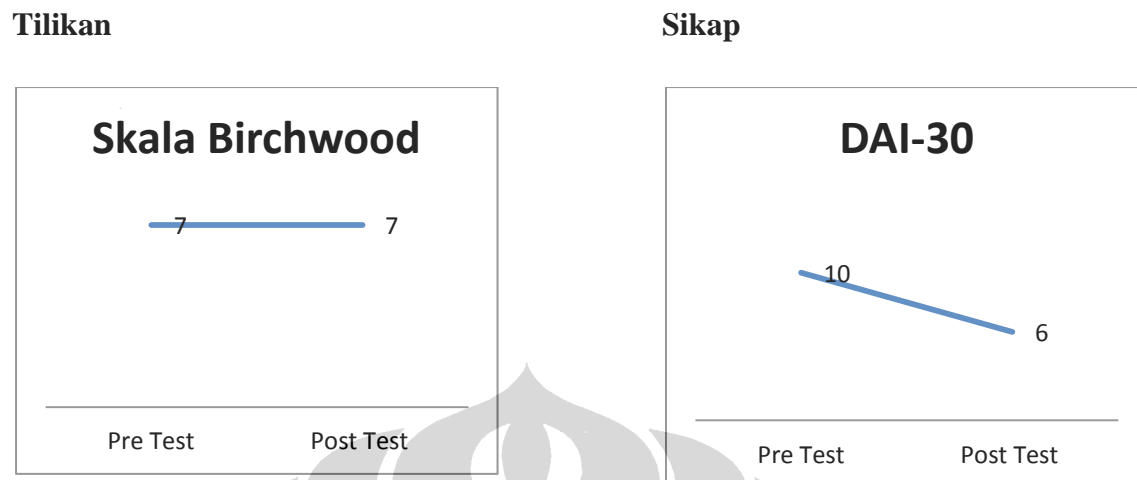 Tilikan
Sikap
Skala Birchwood
7
7
Pre Test
Post Test
DAI-30
10
6
Pre Test
Post Test